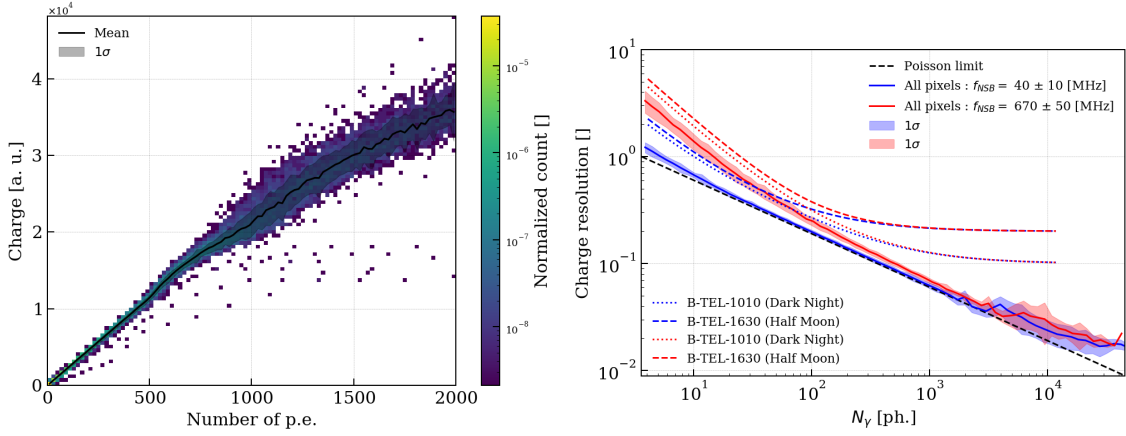 ×10⁴
Mean
1σ
4
3
2
1
0
0
500
1000
1500
2000
Charge [a. u.]
Number of p.e.
10⁻⁵
10⁻⁶
10⁻⁷
10⁻⁸
Normalized count []
10¹
10⁰
10⁻¹
10⁻²
Charge resolution []
Poisson limit
All pixels : f_NSB = 40 ± 10 [MHz]
All pixels : f_NSB = 670 ± 50 [MHz]
1σ
1σ
B-TEL-1010 (Dark Night)
B-TEL-1630 (Half Moon)
B-TEL-1010 (Dark Night)
B-TEL-1630 (Half Moon)
10¹
10²
10³
10⁴
N_γ [ph.]